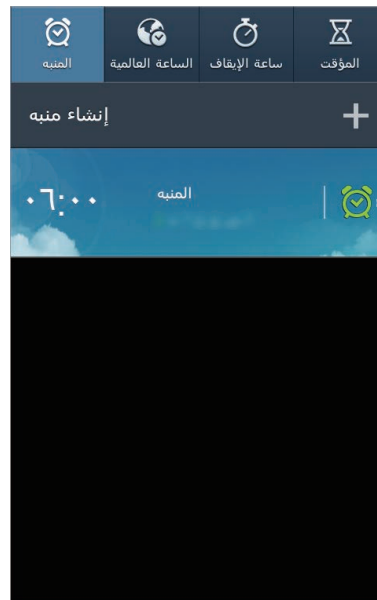 المنبه
الساعة العالمية
ساعة الإيقاف
المؤقت
إنشاء منبه
٠٦:٠٠
المنبه